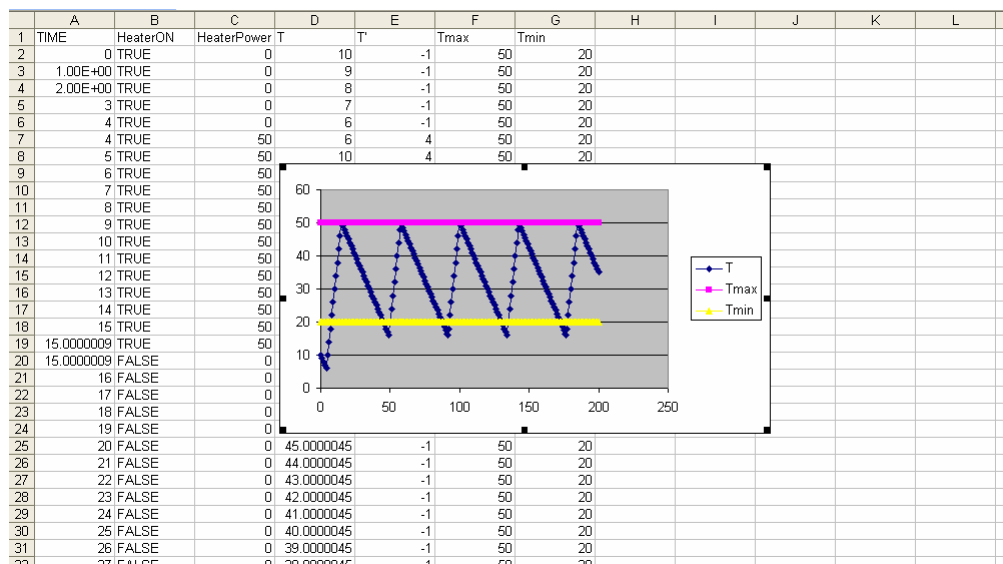 A B C D E F G H I J K L
1 TIME HeaterON HeaterPower T T' Tmax Tmin
2 0 TRUE 0 10 -1 50 20
3 1.00E+00 TRUE 0 9 -1 50 20
4 2.00E+00 TRUE 0 8 -1 50 20
5 3 TRUE 0 7 -1 50 20
6 4 TRUE 0 6 -1 50 20
7 4 TRUE 50 6 4 50 20
8 5 TRUE 50 10 4 50 20
9 6 TRUE 50
10 7 TRUE 50
11 8 TRUE 50
12 9 TRUE 50
13 10 TRUE 50
14 11 TRUE 50
15 12 TRUE 50
16 13 TRUE 50
17 14 TRUE 50
18 15 TRUE 50
19 15.0000009 TRUE 50
20 15.0000009 FALSE 0
21 16 FALSE 0
22 17 FALSE 0
23 18 FALSE 0
24 19 FALSE 0
60
50
40
30
20
10
0
0 50 100 150 200 250
T
Tmax
Tmin
25 20 FALSE 0 45.0000045 -1 50 20
26 21 FALSE 0 44.0000045 -1 50 20
27 22 FALSE 0 43.0000045 -1 50 20
28 23 FALSE 0 42.0000045 -1 50 20
29 24 FALSE 0 41.0000045 -1 50 20
30 25 FALSE 0 40.0000045 -1 50 20
31 26 FALSE 0 39.0000045 -1 50 20
27 FALSE 0 38.0000045 -1 50 20